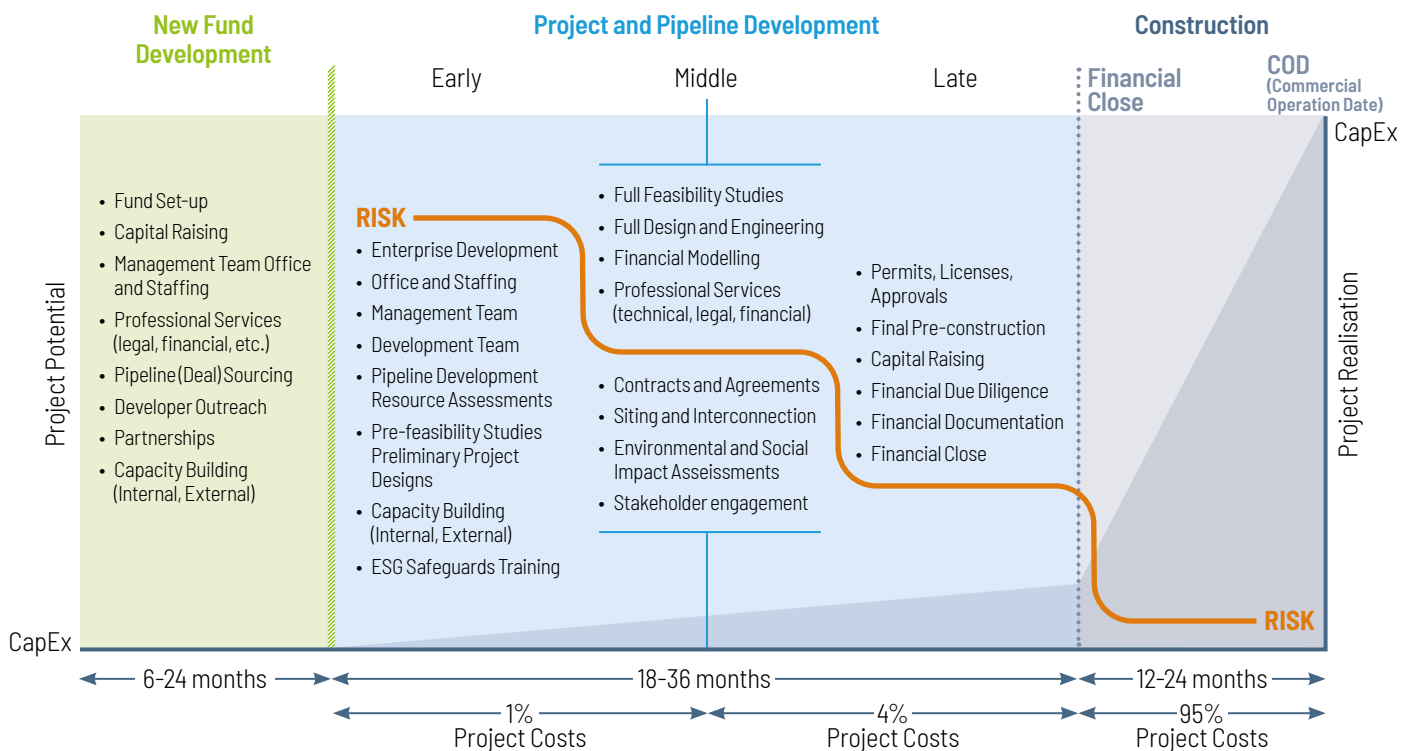 New Fund
Development
Project and Pipeline Development
Construction
Early
Middle
Late
Financial
Close
COD
(Commercial
Operation Date)
CapEx
Project Potential
• Fund Set-up
• Capital Raising
• Management Team Office
and Staffing
• Professional Services
(legal, financial, etc.)
• Pipeline (Deal) Sourcing
• Developer Outreach
• Partnerships
• Capacity Building
(Internal, External)
RISK
• Enterprise Development
• Office and Staffing
• Management Team
• Development Team
• Pipeline Development
Resource Assessments
• Pre-feasibility Studies
Preliminary Project
Designs
• Capacity Building
(Internal, External)
• ESG Safeguards Training
• Full Feasibility Studies
• Full Design and Engineering
• Financial Modelling
• Professional Services
(technical, legal, financial)
• Contracts and Agreements
• Siting and Interconnection
• Environmental and Social
Impact Asseissments
• Stakeholder engagement
• Permits, Licenses,
Approvals
• Final Pre-construction
• Capital Raising
• Financial Due Diligence
• Financial Documentation
• Financial Close
RISK
Project Realisation
CapEx
6-24 months
18-36 months
12-24 months
1%
Project Costs
4%
Project Costs
95%
Project Costs